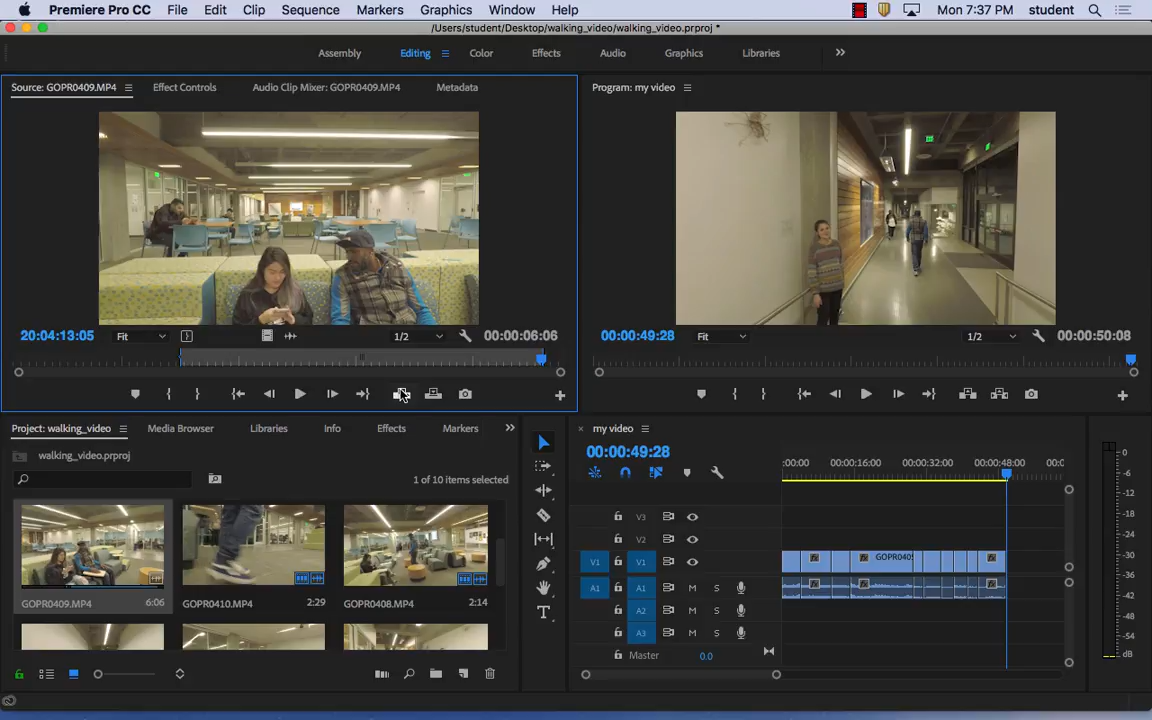 Premiere Pro CC File Edit Clip Sequence Markers Graphics Window Help Mon 7:37 PM student
/Users/student/Desktop/walking_video/walking_video.prproj *
Assembly Editing Color Effects Audio Graphics Libraries
Source: GOPR0409.MP4 Effect Controls Audio Clip Mixer: GOPR0409.MP4 Metadata
Program: my video
20:04:13:05 Fit 1/2 00:00:06:06
00:00:49:28 Fit 1/2 00:00:50:08
Project: walking_video Media Browser Libraries Info Effects Markers
walking_video.prproj
1 of 10 items selected
GOPR0409.MP4 6:06
GOPR0410.MP4 2:29
GOPR0408.MP4 2:14
my video
00:00:49:28
:00:00 00:00:16:00 00:00:32:00 00:00:48:00 00:0
V3
V2
V1 V1 GOPR0409
A1 A1 M S
A2 M S
A3 M S
Master 0.0
0
-6
-12
-18
-24
-30
-36
-42
-48
-54
dB